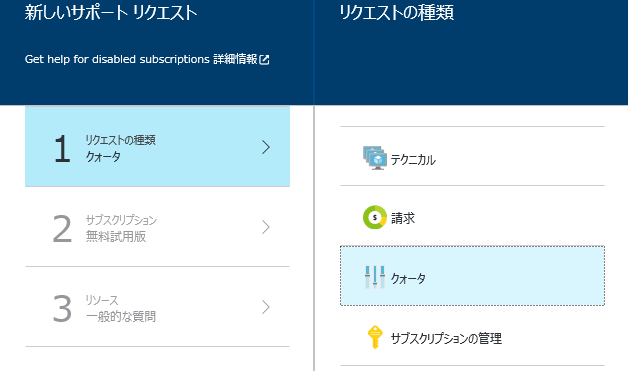 新しいサポート リクエスト
Get help for disabled subscriptions 詳細情報
1
リクエストの種類
クォータ
2
サブスクリプション
無料試用版
3
リソース
一般的な質問
リクエストの種類
テクニカル
$
請求
クォータ
サブスクリプションの管理